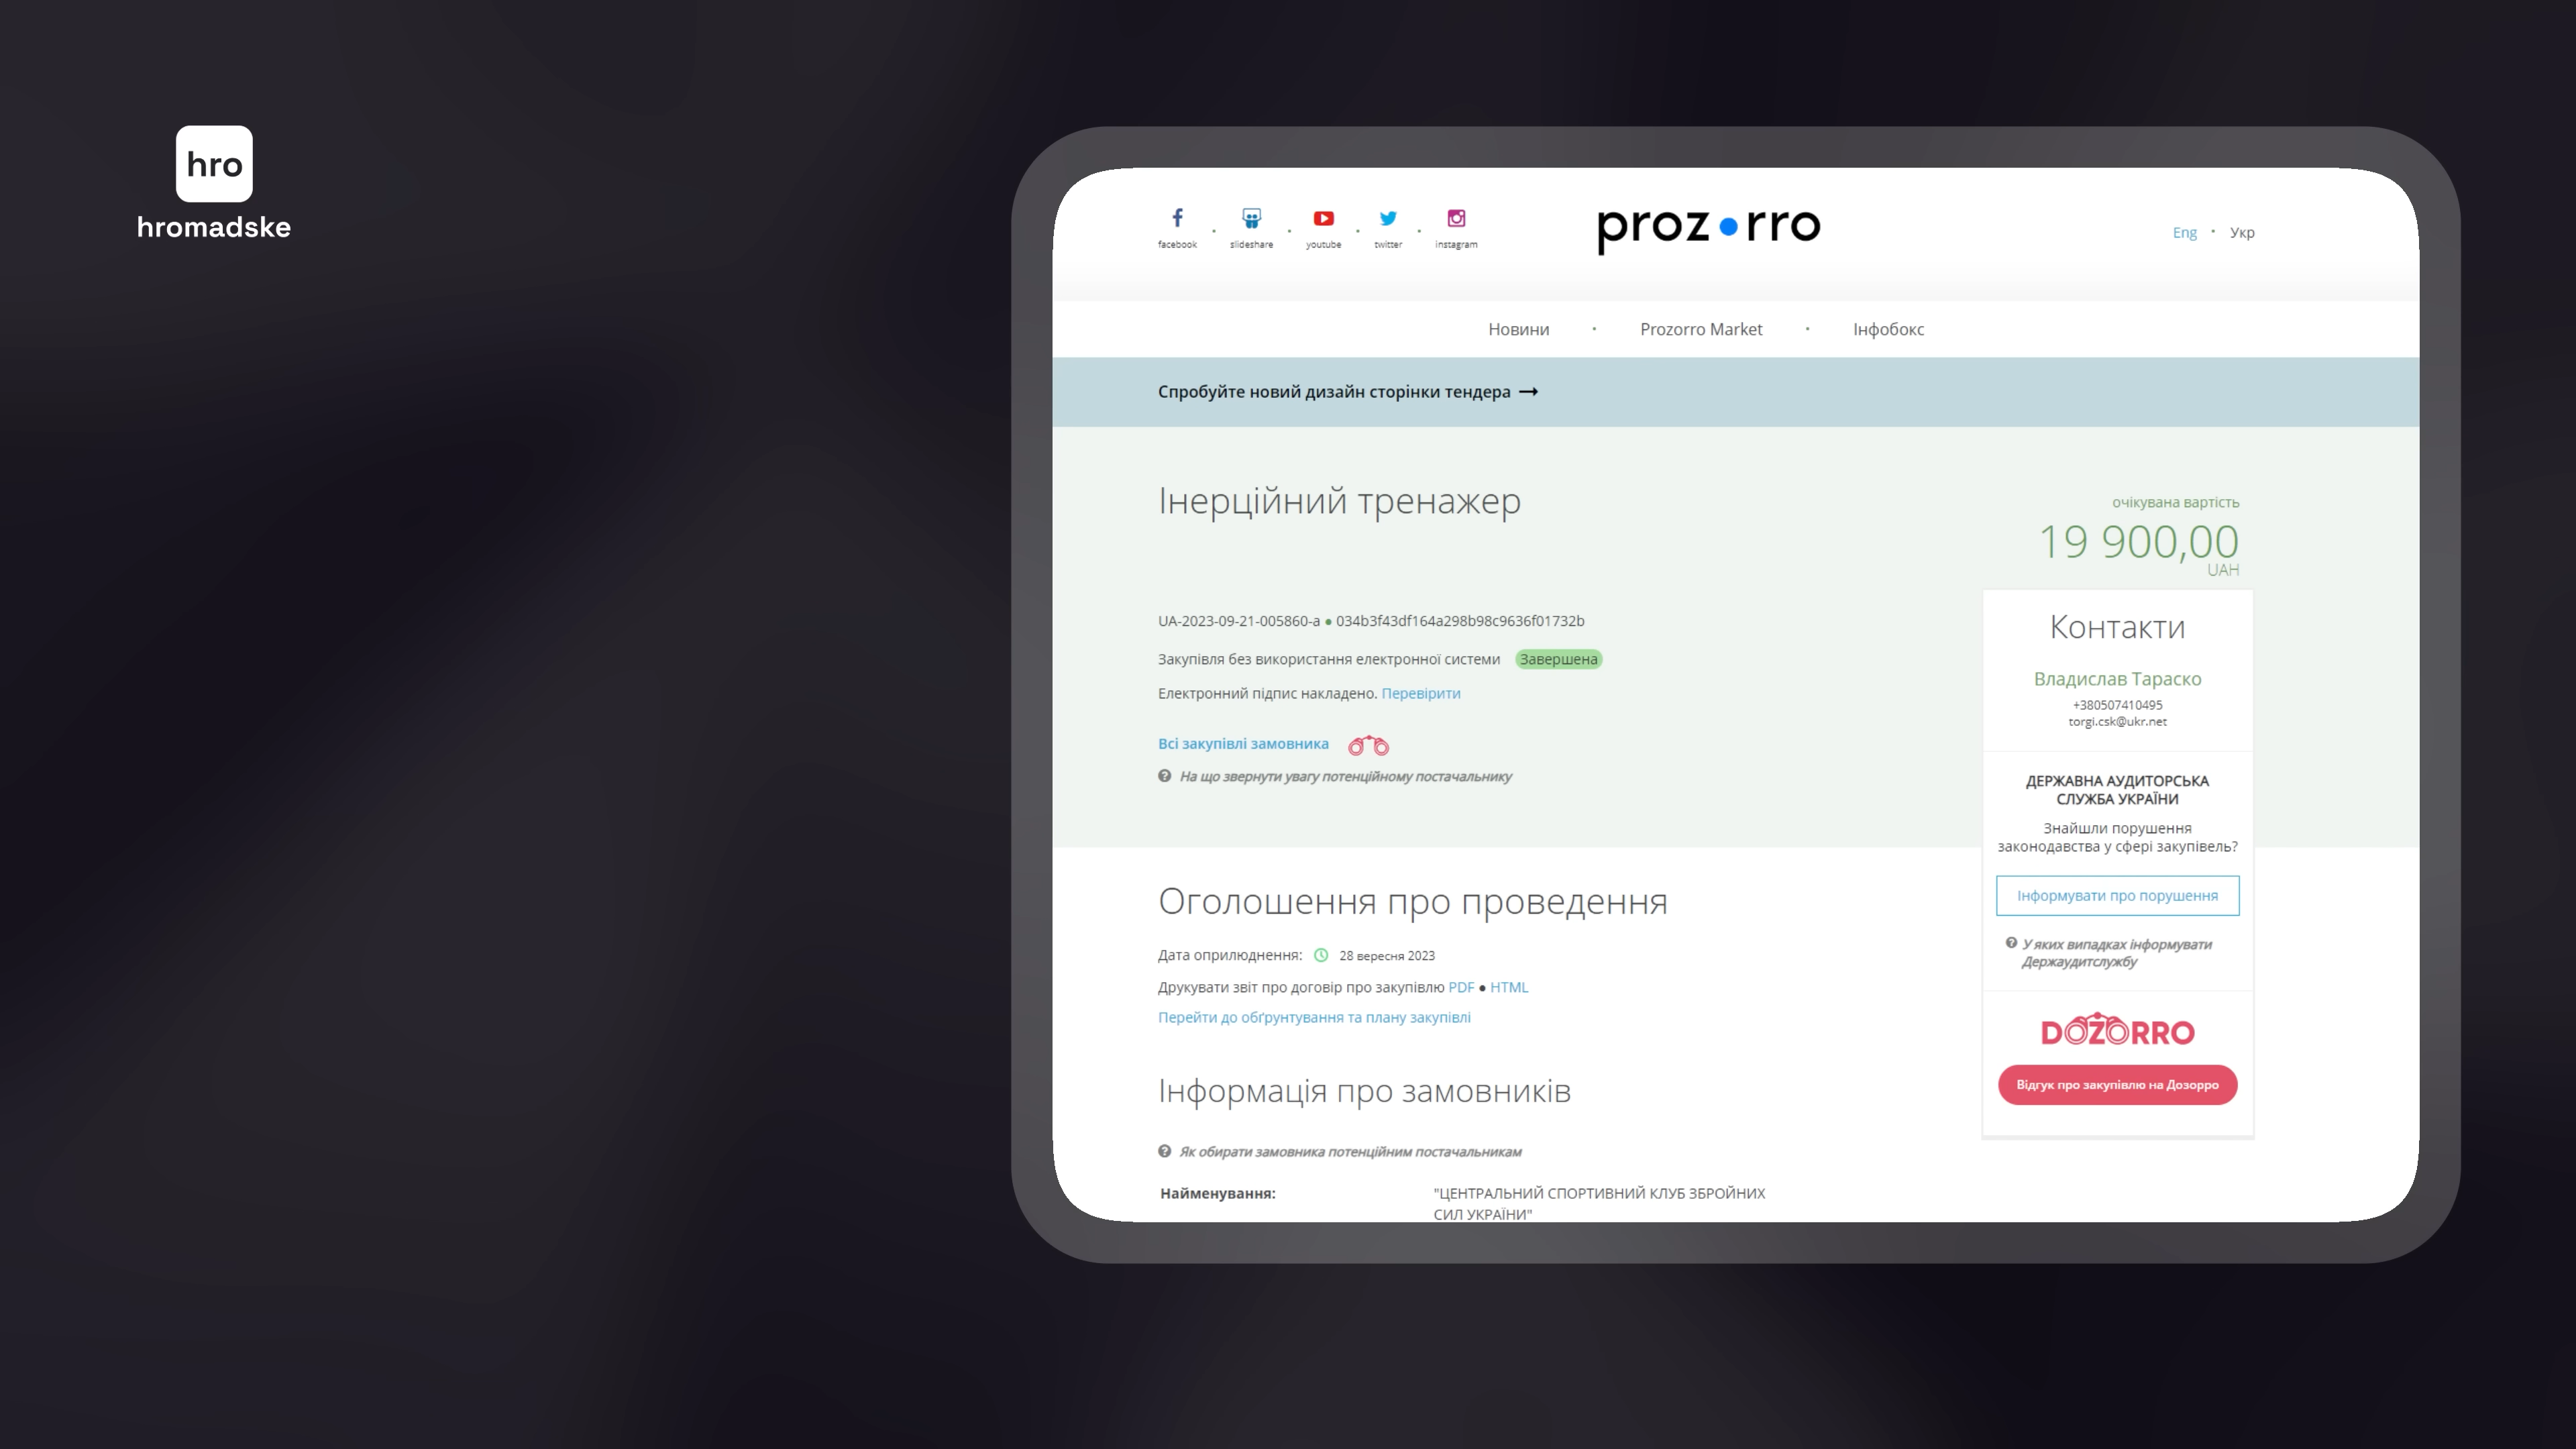 hro
hromadske
facebook · slideshare · youtube · twitter · instagram
prozorro
Eng · Укр
Новини · Prozorro Market · Інфобокс
Спробуйте новий дизайн сторінки тендера →
Інерційний тренажер
очікувана вартість
19 900,00
UAH
UA-2023-09-21-005860-a ● 034b3f43df164a298b98c9636f01732b
Закупівля без використання електронної системи Завершена
Електронний підпис накладено. Перевірити
Всі закупівлі замовника
На що звернути увагу потенційному постачальнику
Контакти
Владислав Тараско
+380507410495
torgi.csk@ukr.net
ДЕРЖАВНА АУДИТОРСЬКА
СЛУЖБА УКРАЇНИ
Знайшли порушення
законодавства у сфері закупівель?
Інформувати про порушення
У яких випадках інформувати
Держаудитслужбу
DOZORRO
Відгук про закупівлю на Дозорро
Оголошення про проведення
Дата оприлюднення: 28 вересня 2023
Друкувати звіт про договір про закупівлю PDF ● HTML
Перейти до обґрунтування та плану закупівлі
Інформація про замовників
Як обирати замовника потенційним постачальникам
Найменування: "ЦЕНТРАЛЬНИЙ СПОРТИВНИЙ КЛУБ ЗБРОЙНИХ
СИЛ УКРАЇНИ"